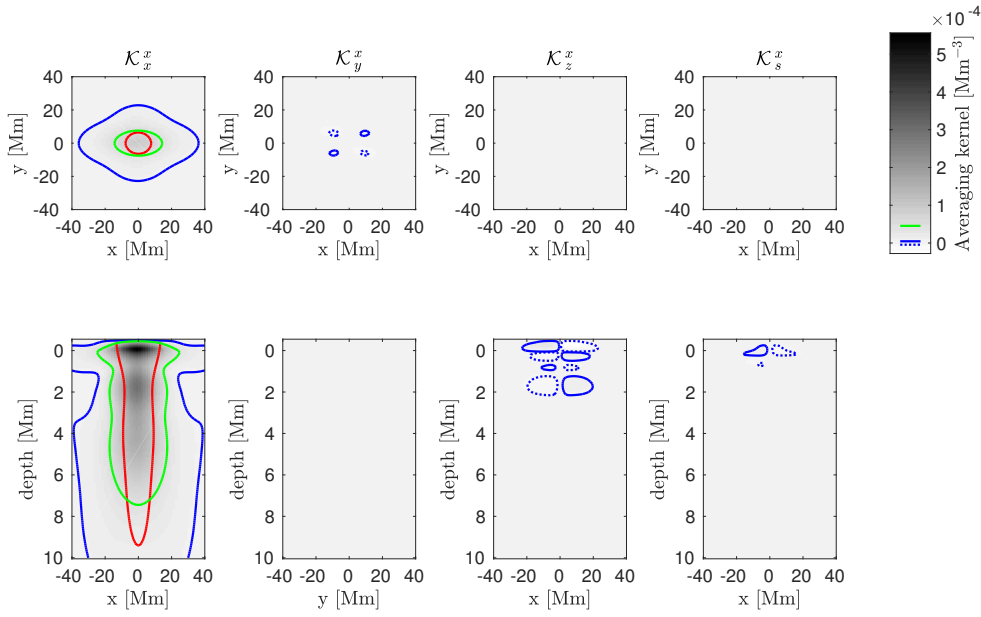 ×10⁻⁴
𝒦ₓˣ 𝒦ᵧˣ 𝒦_z^x 𝒦ₛˣ
40 40 40 40
20 20 20 20
0 0 0 0
-20 -20 -20 -20
-40 -40 -40 -40
y [Mm] y [Mm] y [Mm] y [Mm]
-40 -20 0 20 40 -40 -20 0 20 40 -40 -20 0 20 40 -40 -20 0 20 40
x [Mm] x [Mm] x [Mm] x [Mm]
5
4
3
2
1
0
Averaging kernel [Mm⁻³]
0 0 0 0
2 2 2 2
4 4 4 4
6 6 6 6
8 8 8 8
10 10 10 10
depth [Mm] depth [Mm] depth [Mm] depth [Mm]
-40 -20 0 20 40 -40 -20 0 20 40 -40 -20 0 20 40 -40 -20 0 20 40
x [Mm] y [Mm] x [Mm] x [Mm]